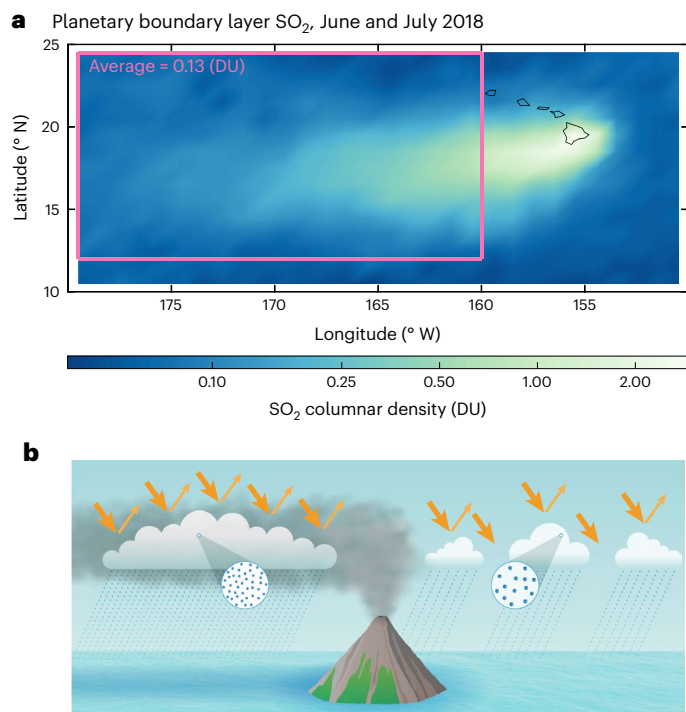 a Planetary boundary layer SO₂, June and July 2018
25
Average = 0.13 (DU)
20
15
10
Latitude (° N)
175 170 165 160 155
Longitude (° W)
0.10 0.25 0.50 1.00 2.00
SO₂ columnar density (DU)
b